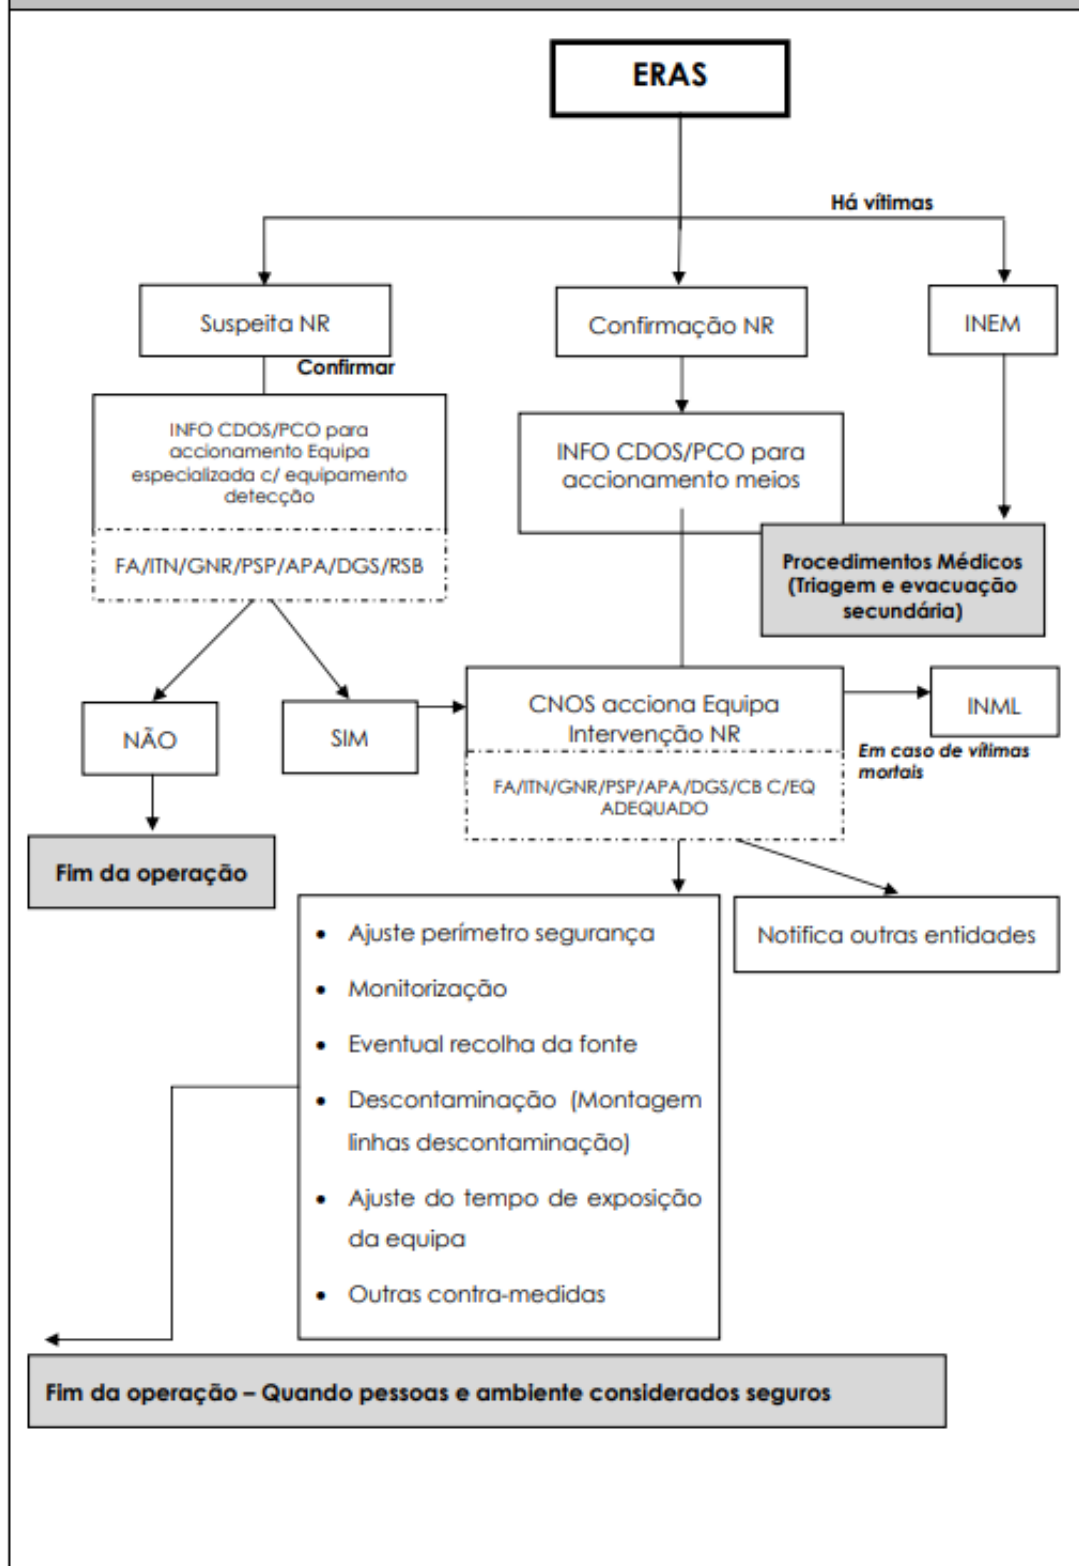 ERAS
Há vítimas
Suspeita NR
Confirmação NR
INEM
Confirmar
INFO CDOS/PCO para
accionamento Equipa
especializada c/ equipamento
detecção
FA/ITN/GNR/PSP/APA/DGS/RSB
INFO CDOS/PCO para
accionamento meios
Procedimentos Médicos
(Triagem e evacuação
secundária)
NÃO
SIM
CNOS acciona Equipa
Intervenção NR
FA/ITN/GNR/PSP/APA/DGS/CB C/EQ
ADEQUADO
INML
Em caso de vítimas
mortais
Fim da operação
• Ajuste perímetro segurança
• Monitorização
• Eventual recolha da fonte
• Descontaminação (Montagem
linhas descontaminação)
• Ajuste do tempo de exposição
da equipa
• Outras contra-medidas
Notifica outras entidades
Fim da operação – Quando pessoas e ambiente considerados seguros